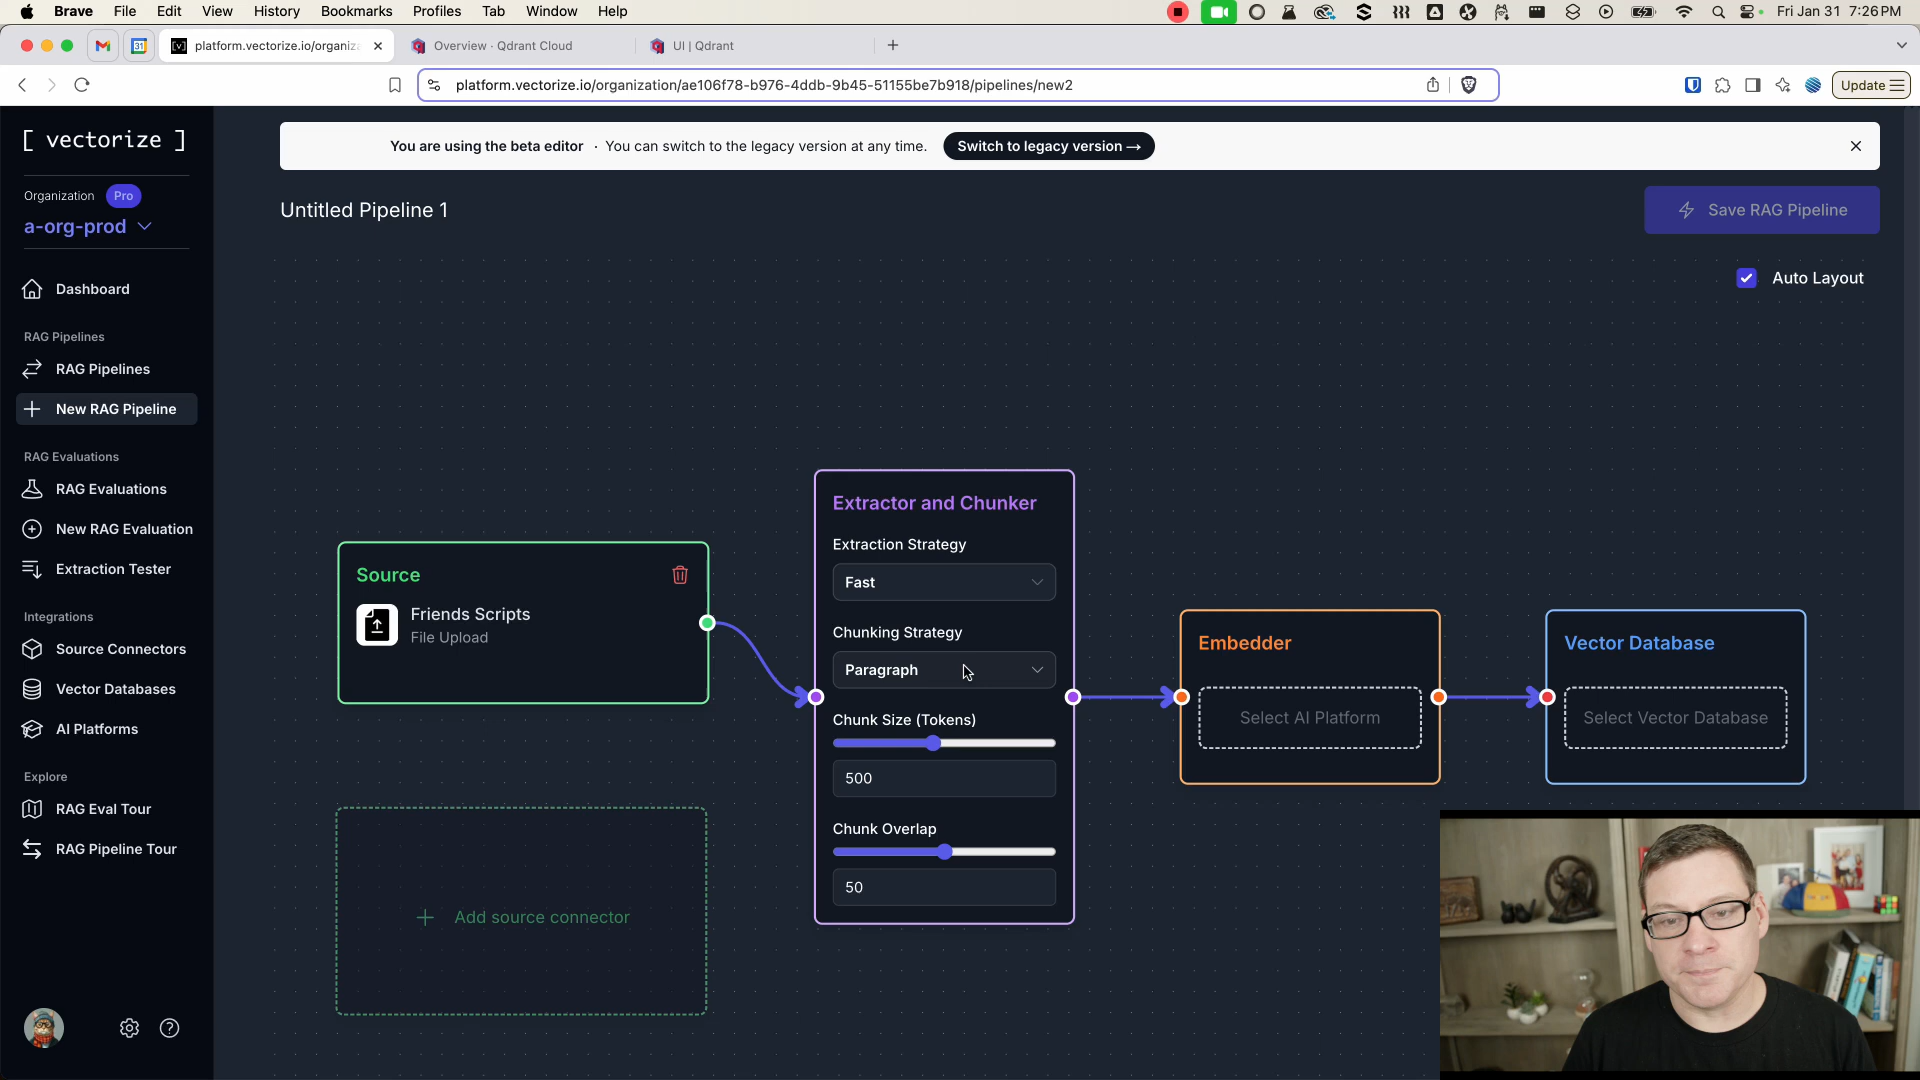 Brave File Edit View History Bookmarks Profiles Tab Window Help Fri Jan 31 7:26 PM
platform.vectorize.io/organiz
Overview · Qdrant Cloud
UI | Qdrant
platform.vectorize.io/organization/ae106f78-b976-4ddb-9b45-51155be7b918/pipelines/new2
Update
[ vectorize ]
You are using the beta editor · You can switch to the legacy version at any time. Switch to legacy version →
Organization Pro
a-org-prod
Untitled Pipeline 1
Save RAG Pipeline
Auto Layout
Dashboard
RAG Pipelines
RAG Pipelines
New RAG Pipeline
RAG Evaluations
RAG Evaluations
New RAG Evaluation
Extraction Tester
Integrations
Source Connectors
Vector Databases
AI Platforms
Explore
RAG Eval Tour
RAG Pipeline Tour
Source
Friends Scripts
File Upload
Add source connector
Extractor and Chunker
Extraction Strategy
Fast
Chunking Strategy
Paragraph
Chunk Size (Tokens)
500
Chunk Overlap
50
Embedder
Select AI Platform
Vector Database
Select Vector Database